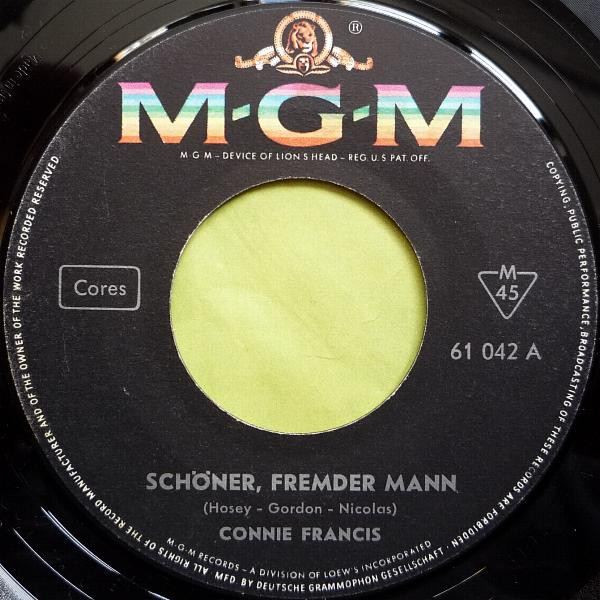 ®
M·G·M
M G M – DEVICE OF LION'S HEAD – REG. U. S. PAT. OFF.
Cores
M
45
61 042 A
SCHÖNER, FREMDER MANN
(Hosey - Gordon - Nicolas)
CONNIE FRANCIS
M·G·M RECORDS – A DIVISION OF LOEW'S INCORPORATED
ALL RIGHTS OF THE RECORD MANUFACTURER AND OF THE OWNER OF THE WORK RECORDED RESERVED.
COPYING, PUBLIC PERFORMANCE, BROADCASTING OF THESE RECORDS ARE FORBIDDEN ·
MFD BY DEUTSCHE GRAMMOPHON GESELLSCHAFT ·